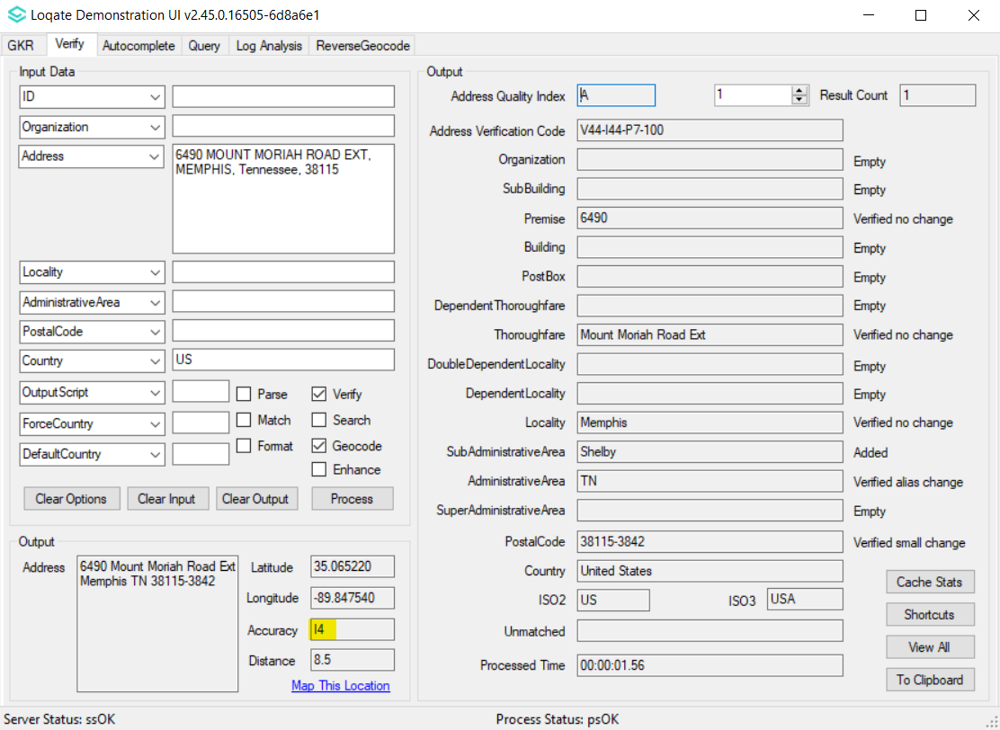 Loqate Demonstration UI v2.45.0.16505-6d8a6e1
GKR Verify Autocomplete Query Log Analysis ReverseGeocode
Input Data
ID
Organization
Address
6490 MOUNT MORIAH ROAD EXT,
MEMPHIS, Tennessee, 38115
Locality
AdministrativeArea
PostalCode
Country US
OutputScript Parse Verify
ForceCountry Match Search
DefaultCountry Format Geocode
Enhance
Clear Options Clear Input Clear Output Process
Output
Address
6490 Mount Moriah Road Ext
Memphis TN 38115-3842
Latitude 35.065220
Longitude -89.847540
Accuracy I4
Distance 8.5
Map This Location
Output
Address Quality Index A 1 Result Count 1
Address Verification Code V44-I44-P7-100
Organization Empty
SubBuilding Empty
Premise 6490 Verified no change
Building Empty
PostBox Empty
DependentThoroughfare Empty
Thoroughfare Mount Moriah Road Ext Verified no change
DoubleDependentLocality Empty
DependentLocality Empty
Locality Memphis Verified no change
SubAdministrativeArea Shelby Added
AdministrativeArea TN Verified alias change
SuperAdministrativeArea Empty
PostalCode 38115-3842 Verified small change
Country United States
ISO2 US ISO3 USA
Unmatched
Processed Time 00:00:01.56
Cache Stats
Shortcuts
View All
To Clipboard
Server Status: ssOK Process Status: psOK